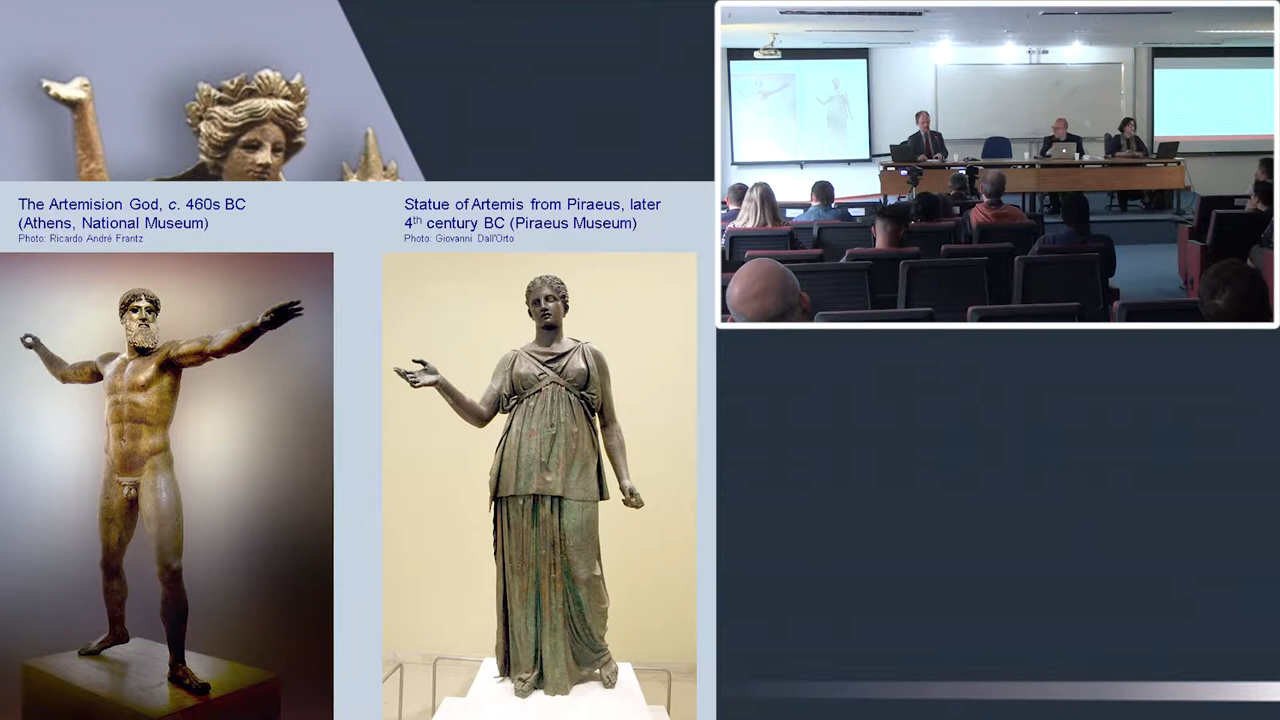 The Artemision God, c. 460s BC
(Athens, National Museum)
Photo: Ricardo André Frantz
Statue of Artemis from Piraeus, later
4th century BC (Piraeus Museum)
Photo: Giovanni Dall'Orto